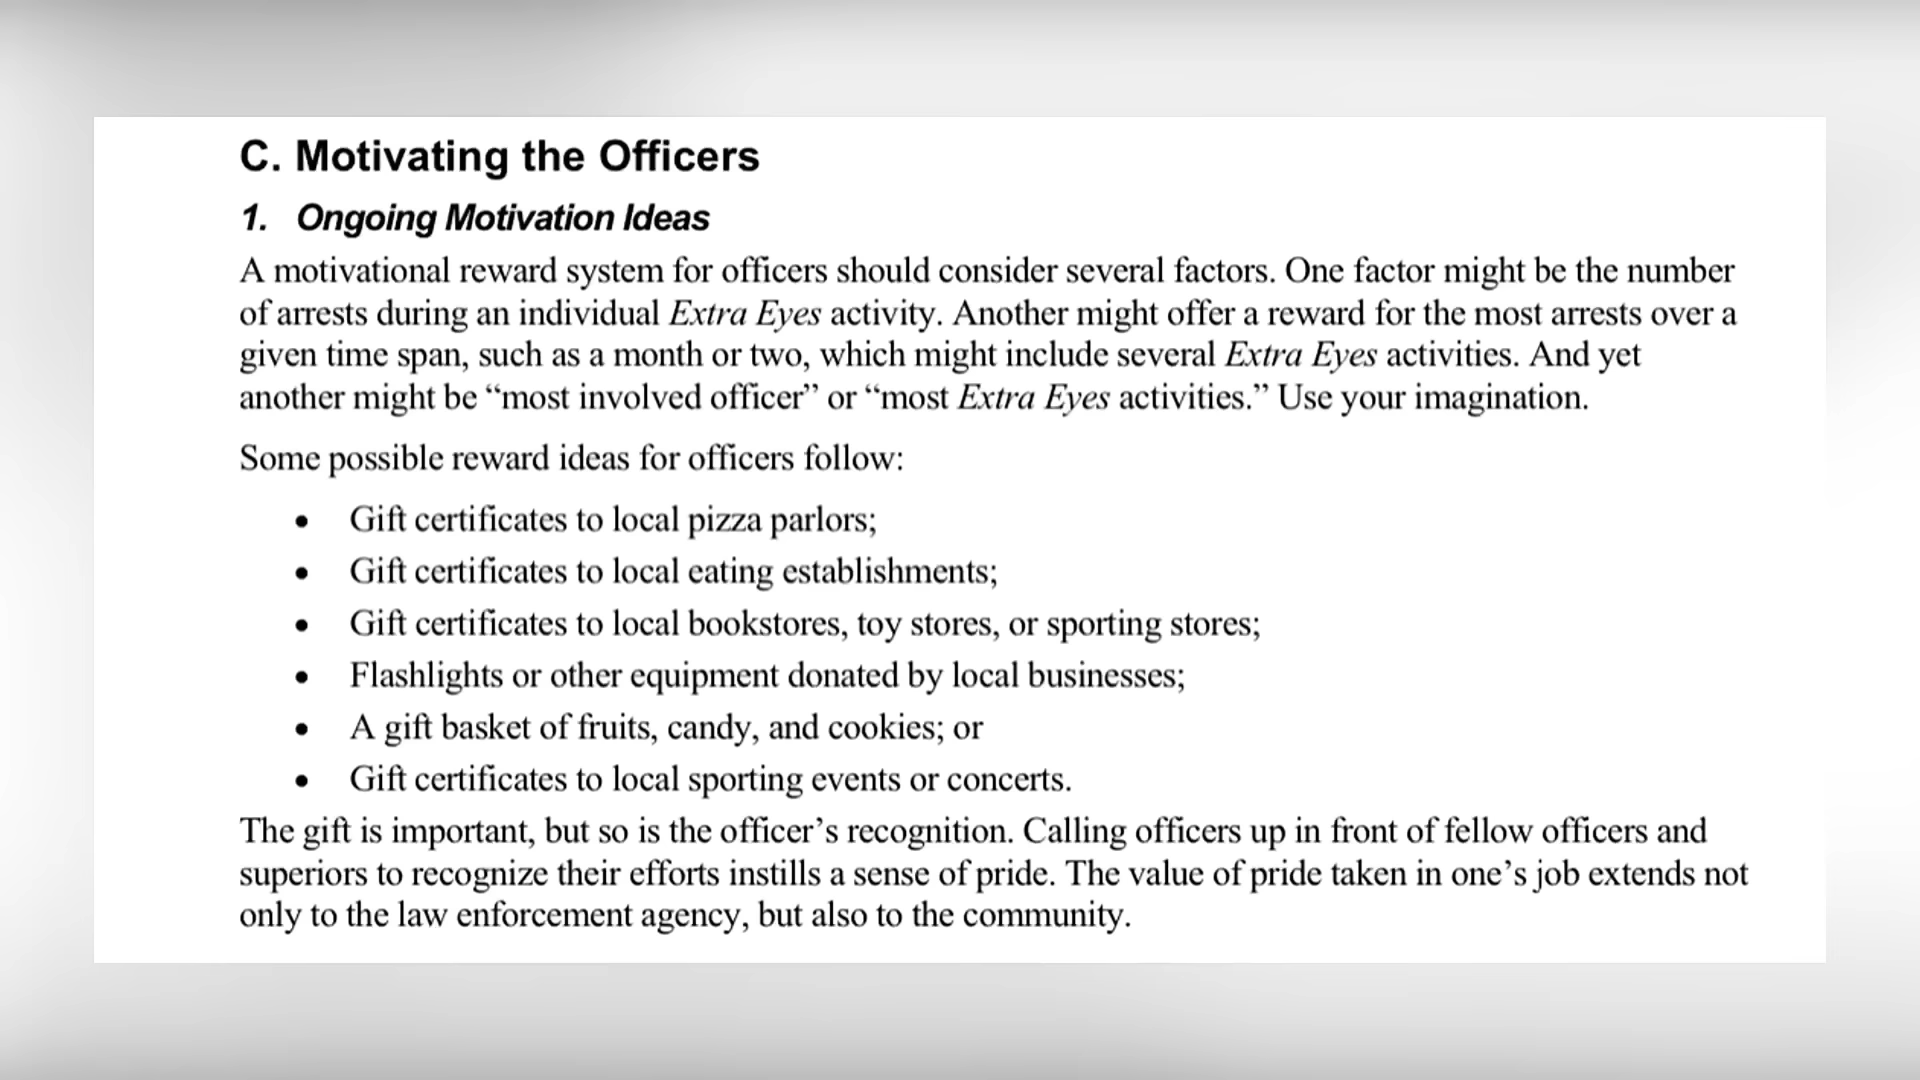 C. Motivating the Officers
1. Ongoing Motivation Ideas
A motivational reward system for officers should consider several factors. One factor might be the number
of arrests during an individual Extra Eyes activity. Another might offer a reward for the most arrests over a
given time span, such as a month or two, which might include several Extra Eyes activities. And yet
another might be “most involved officer” or “most Extra Eyes activities.” Use your imagination.
Some possible reward ideas for officers follow:
• Gift certificates to local pizza parlors;
• Gift certificates to local eating establishments;
• Gift certificates to local bookstores, toy stores, or sporting stores;
• Flashlights or other equipment donated by local businesses;
• A gift basket of fruits, candy, and cookies; or
• Gift certificates to local sporting events or concerts.
The gift is important, but so is the officer’s recognition. Calling officers up in front of fellow officers and
superiors to recognize their efforts instills a sense of pride. The value of pride taken in one’s job extends not
only to the law enforcement agency, but also to the community.